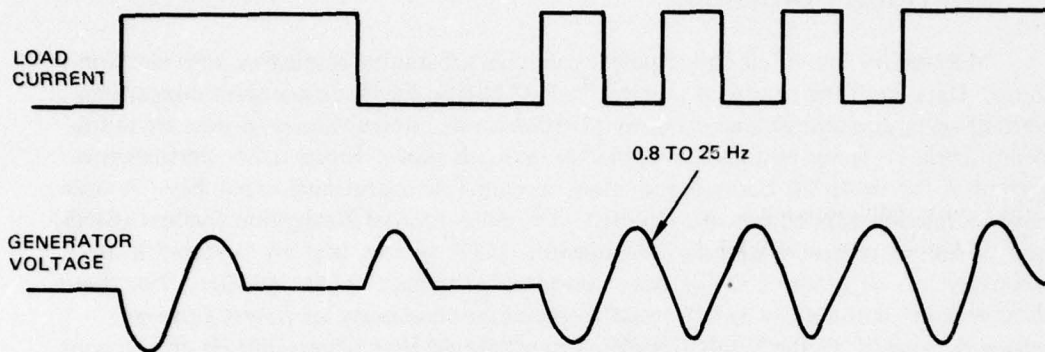 LOAD
CURRENT
0.8 TO 25 Hz
GENERATOR
VOLTAGE